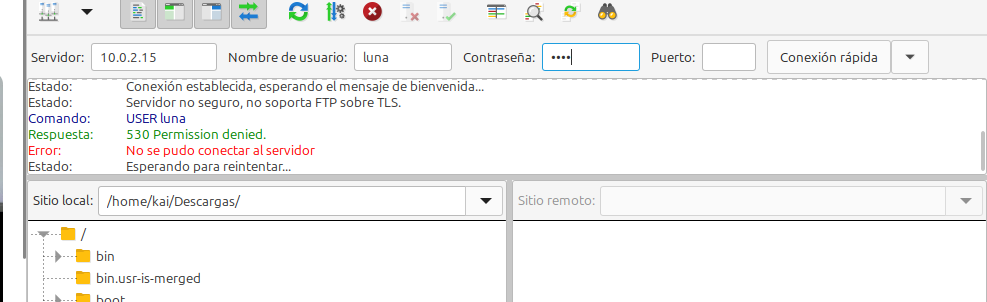 Servidor: 10.0.2.15 Nombre de usuario: luna Contraseña: •••• Puerto: Conexión rápida
Estado: Conexión establecida, esperando el mensaje de bienvenida...
Estado: Servidor no seguro, no soporta FTP sobre TLS.
Comando: USER luna
Respuesta: 530 Permission denied.
Error: No se pudo conectar al servidor
Estado: Esperando para reintentar...
Sitio local: /home/kai/Descargas/ Sitio remoto:
/
bin
bin.usr-is-merged
boot